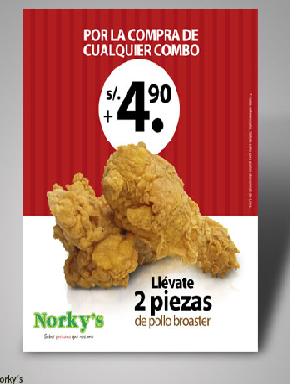 POR LA COMPRA DE
CUALQUIER COMBO
s/. 4.90
+
Llévate
2 piezas
de pollo broaster
Norky's
orky's